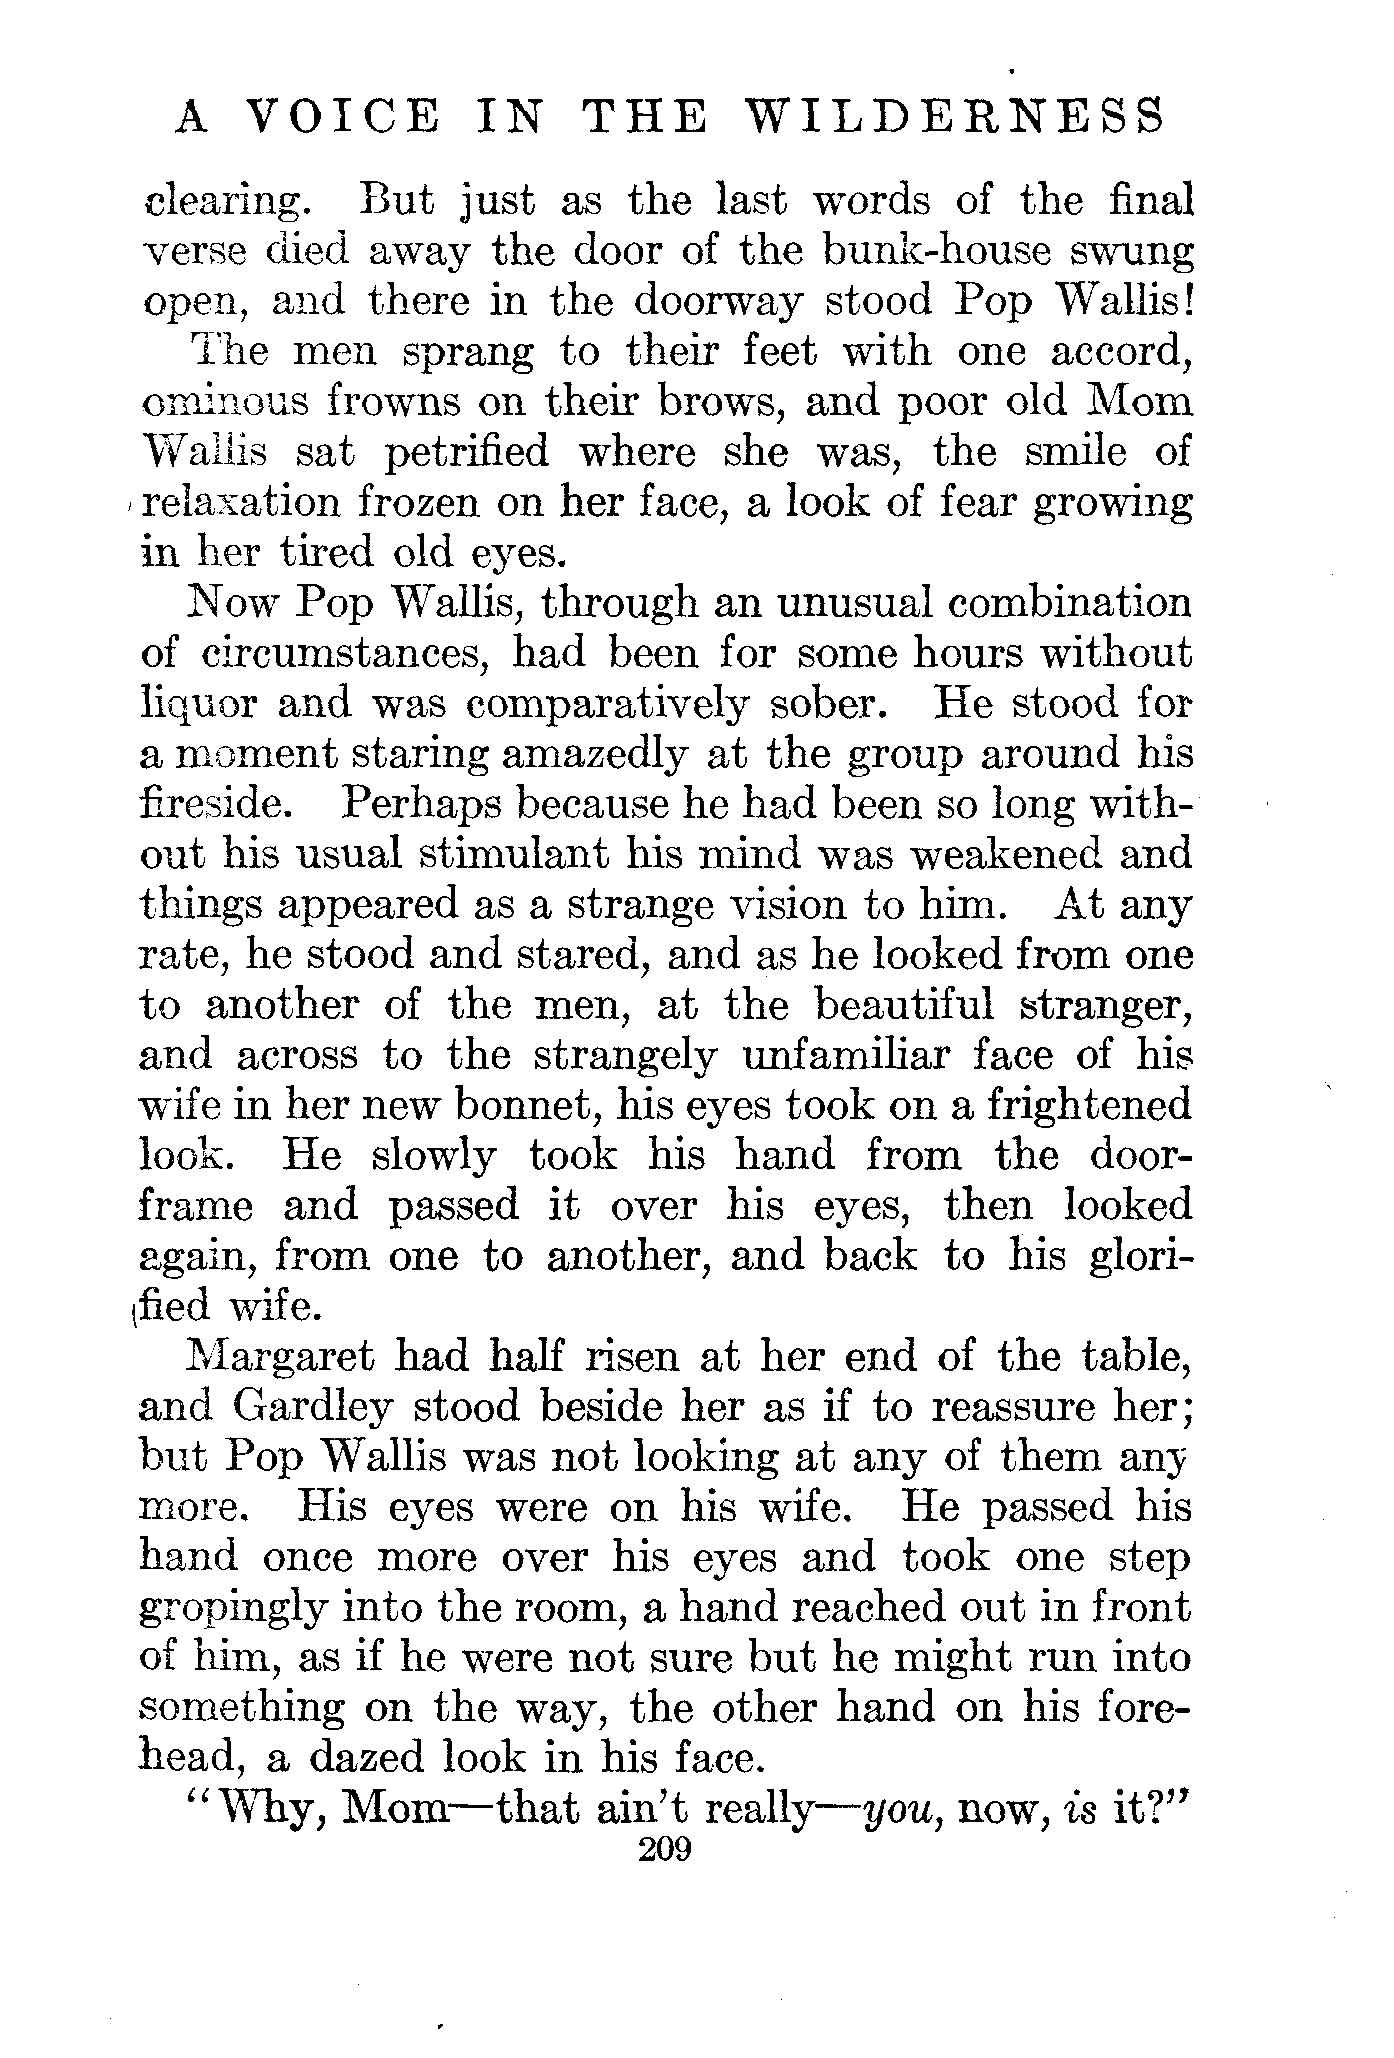 A VOICE IN THE WILDERNESS
clearing. But just as the last words of the final
verse died away the door of the bunk-house swung
open, and there in the doorway stood Pop Wallis!
The men sprang to their feet with one accord,
ominous frowns on their brows, and poor old Mom
Wallis sat petrified where she was, the smile of
relaxation frozen on her face, a look of fear growing
in her tired old eyes.
Now Pop Wallis, through an unusual combination
of circumstances, had been for some hours without
liquor and was comparatively sober. He stood for
a moment staring amazedly at the group around his
fireside. Perhaps because he had been so long with-
out his usual stimulant his mind was weakened and
things appeared as a strange vision to him. At any
rate, he stood and stared, and as he looked from one
to another of the men, at the beautiful stranger,
and across to the strangely unfamiliar face of his
wife in her new bonnet, his eyes took on a frightened
look. He slowly took his hand from the door-
frame and passed it over his eyes, then looked
again, from one to another, and back to his glori-
fied wife.
Margaret had half risen at her end of the table,
and Gardley stood beside her as if to reassure her;
but Pop Wallis was not looking at any of them any
more. His eyes were on his wife. He passed his
hand once more over his eyes and took one step
gropingly into the room, a hand reached out in front
of him, as if he were not sure but he might run into
something on the way, the other hand on his fore-
head, a dazed look in his face.
"Why, Mom—that ain't really—you, now, is it?"
209